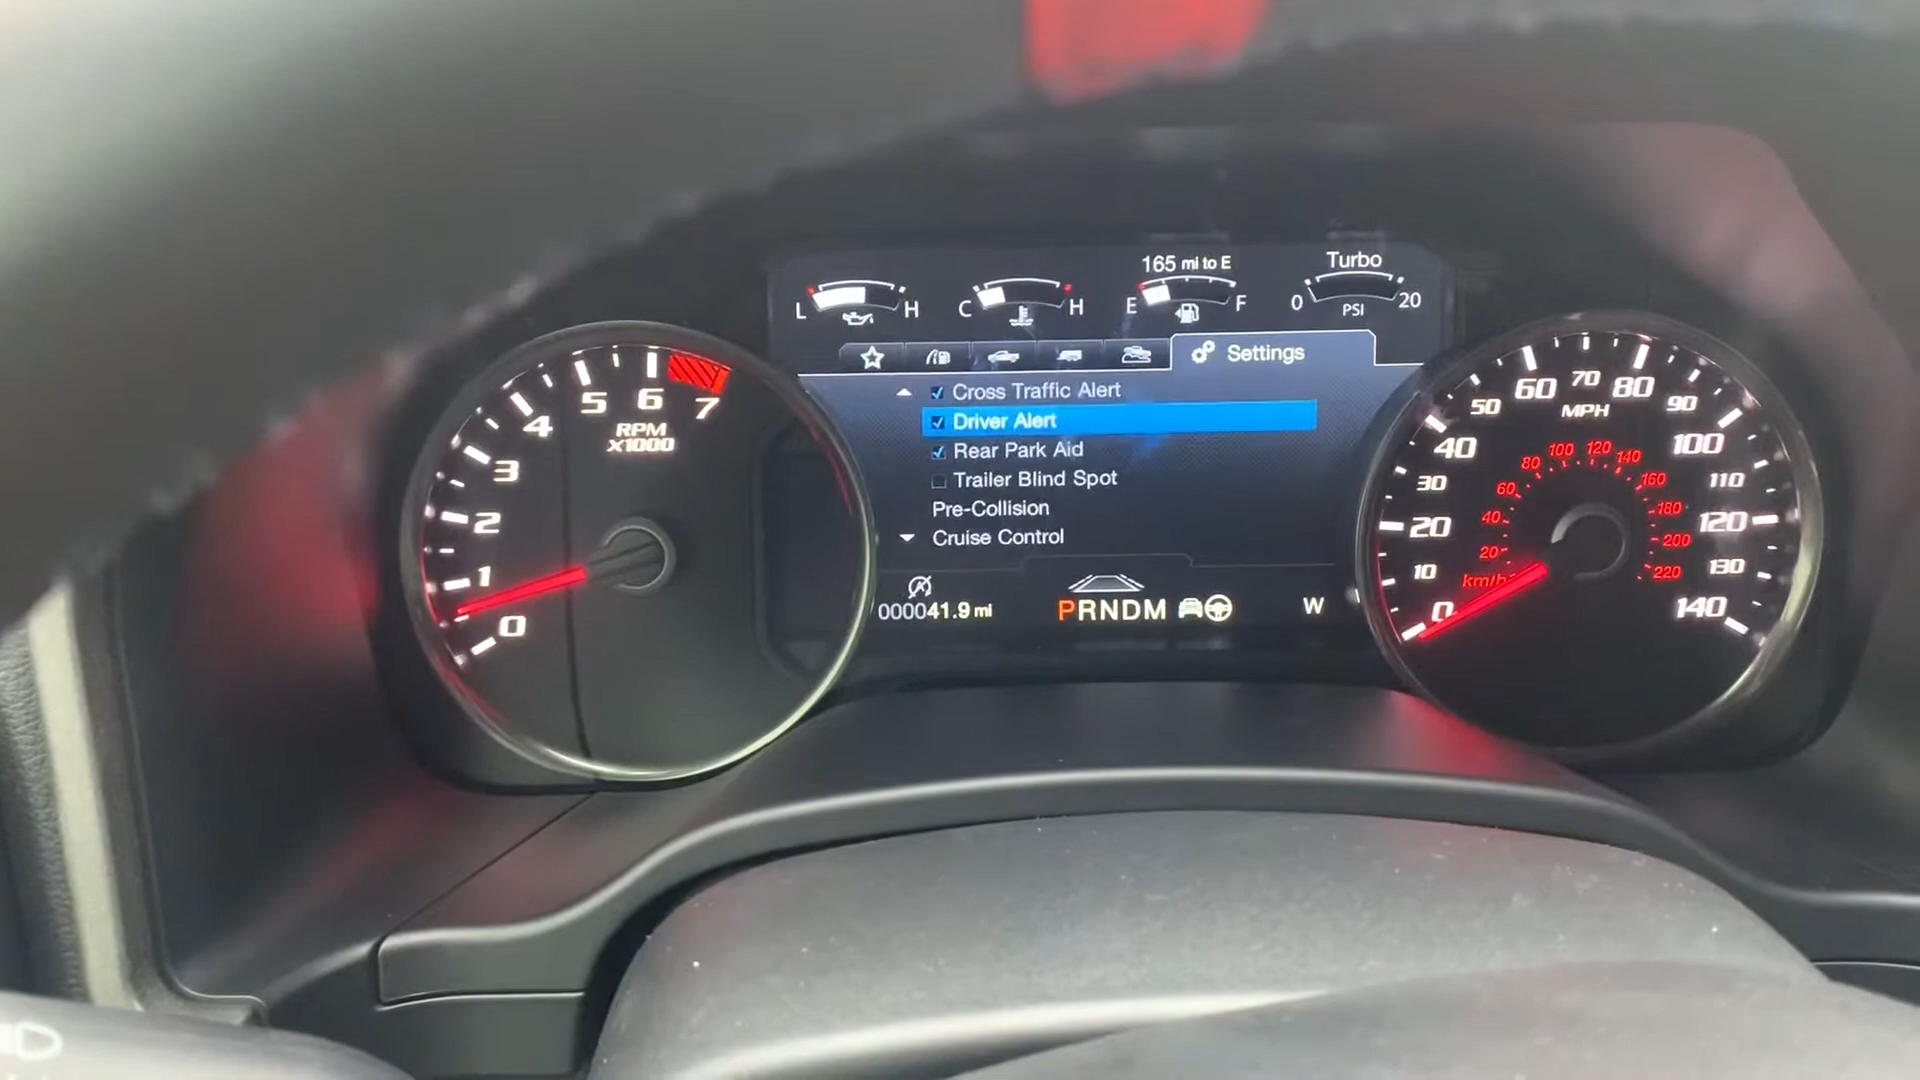 165 mi to E
Turbo
L H
C H
E F
0 20
PSI
Settings
Cross Traffic Alert
Driver Alert
Rear Park Aid
Trailer Blind Spot
Pre-Collision
Cruise Control
000041.9 mi
PRNDM
W
0 1 2 3 4 5 6 7
RPM
X1000
0 10 20 30 40 50 60 70 80 90 100 110 120 130 140
MPH
km/h
20 40 60 80 100 120 140 160 180 200 220